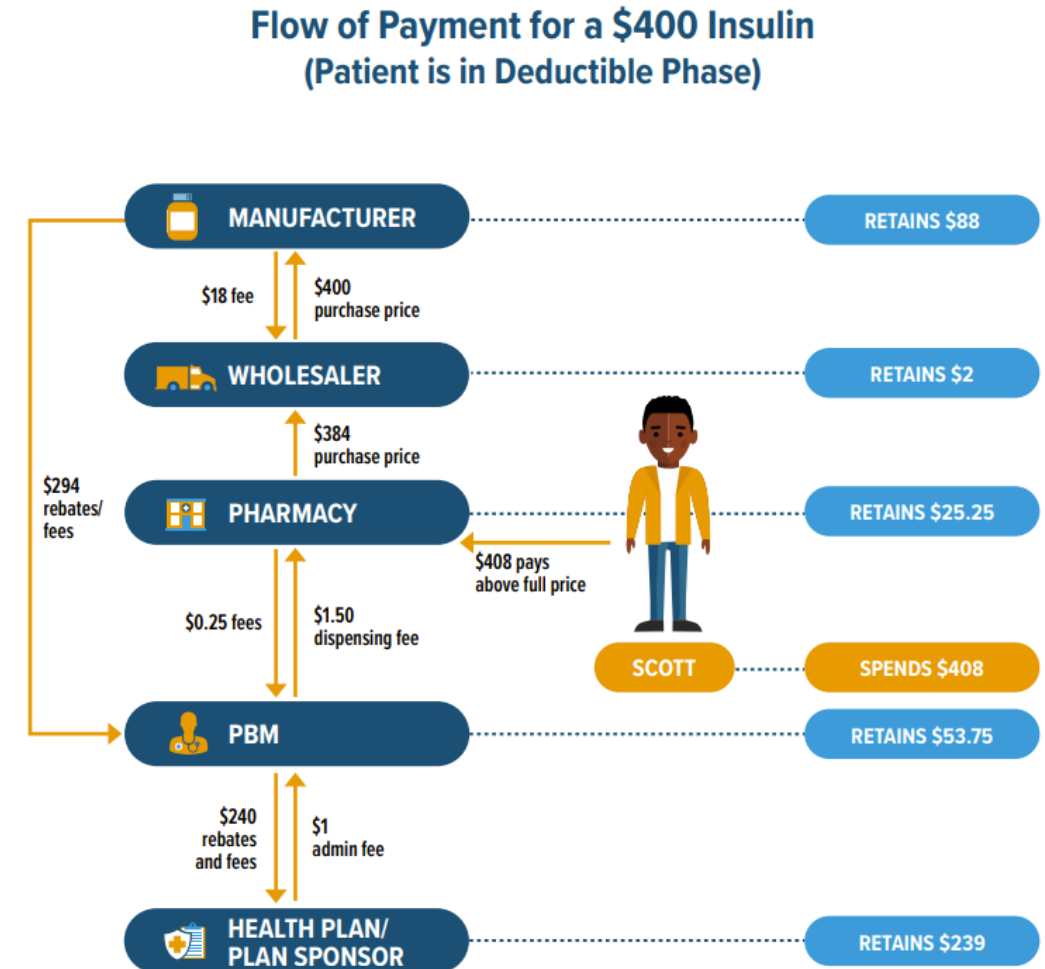 Flow of Payment for a $400 Insulin
(Patient is in Deductible Phase)
MANUFACTURER
RETAINS $88
$18 fee
$400
purchase price
WHOLESALER
RETAINS $2
$384
purchase price
$294
rebates/
fees
PHARMACY
RETAINS $25.25
$408 pays
above full price
$0.25 fees
$1.50
dispensing fee
SCOTT
SPENDS $408
PBM
RETAINS $53.75
$240
rebates
and fees
$1
admin fee
HEALTH PLAN/
PLAN SPONSOR
RETAINS $239